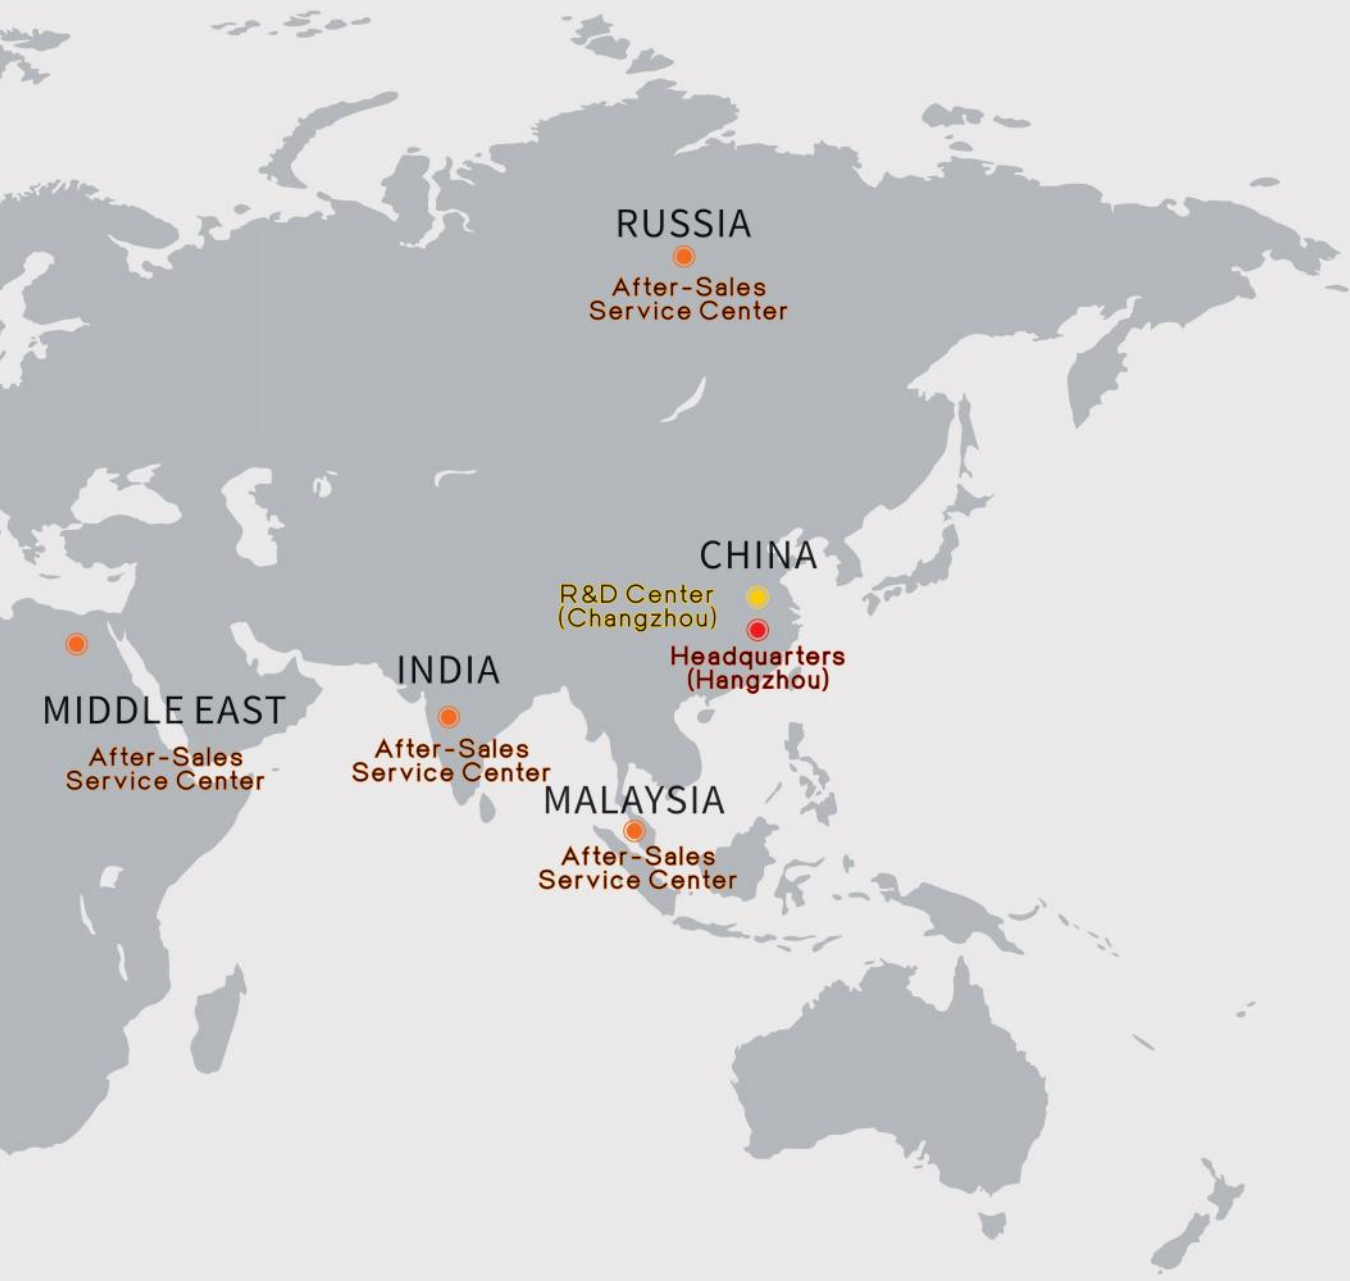 RUSSIA
After-Sales
Service Center
CHINA
R&D Center
(Changzhou)
Headquarters
(Hangzhou)
INDIA
After-Sales
Service Center
MIDDLE EAST
After-Sales
Service Center
MALAYSIA
After-Sales
Service Center